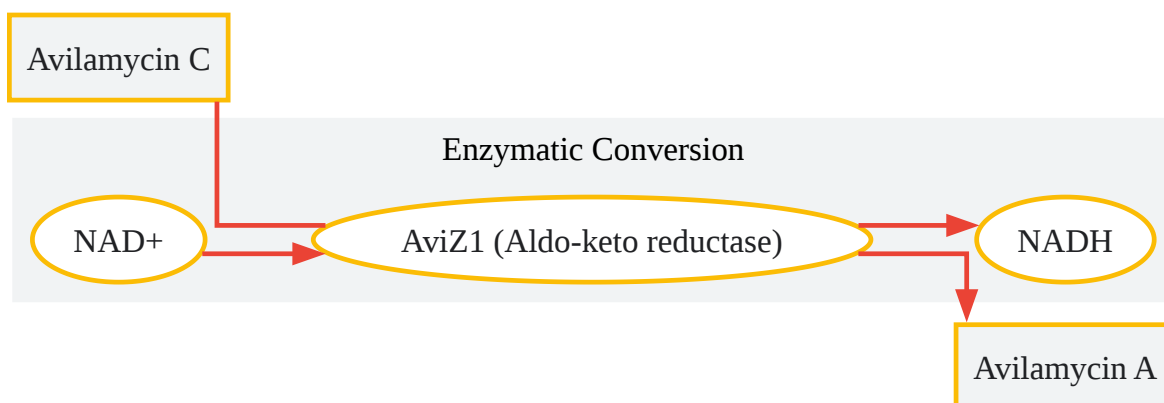 Avilamycin C
Enzymatic Conversion
NAD+
AviZ1 (Aldo-keto reductase)
NADH
Avilamycin A